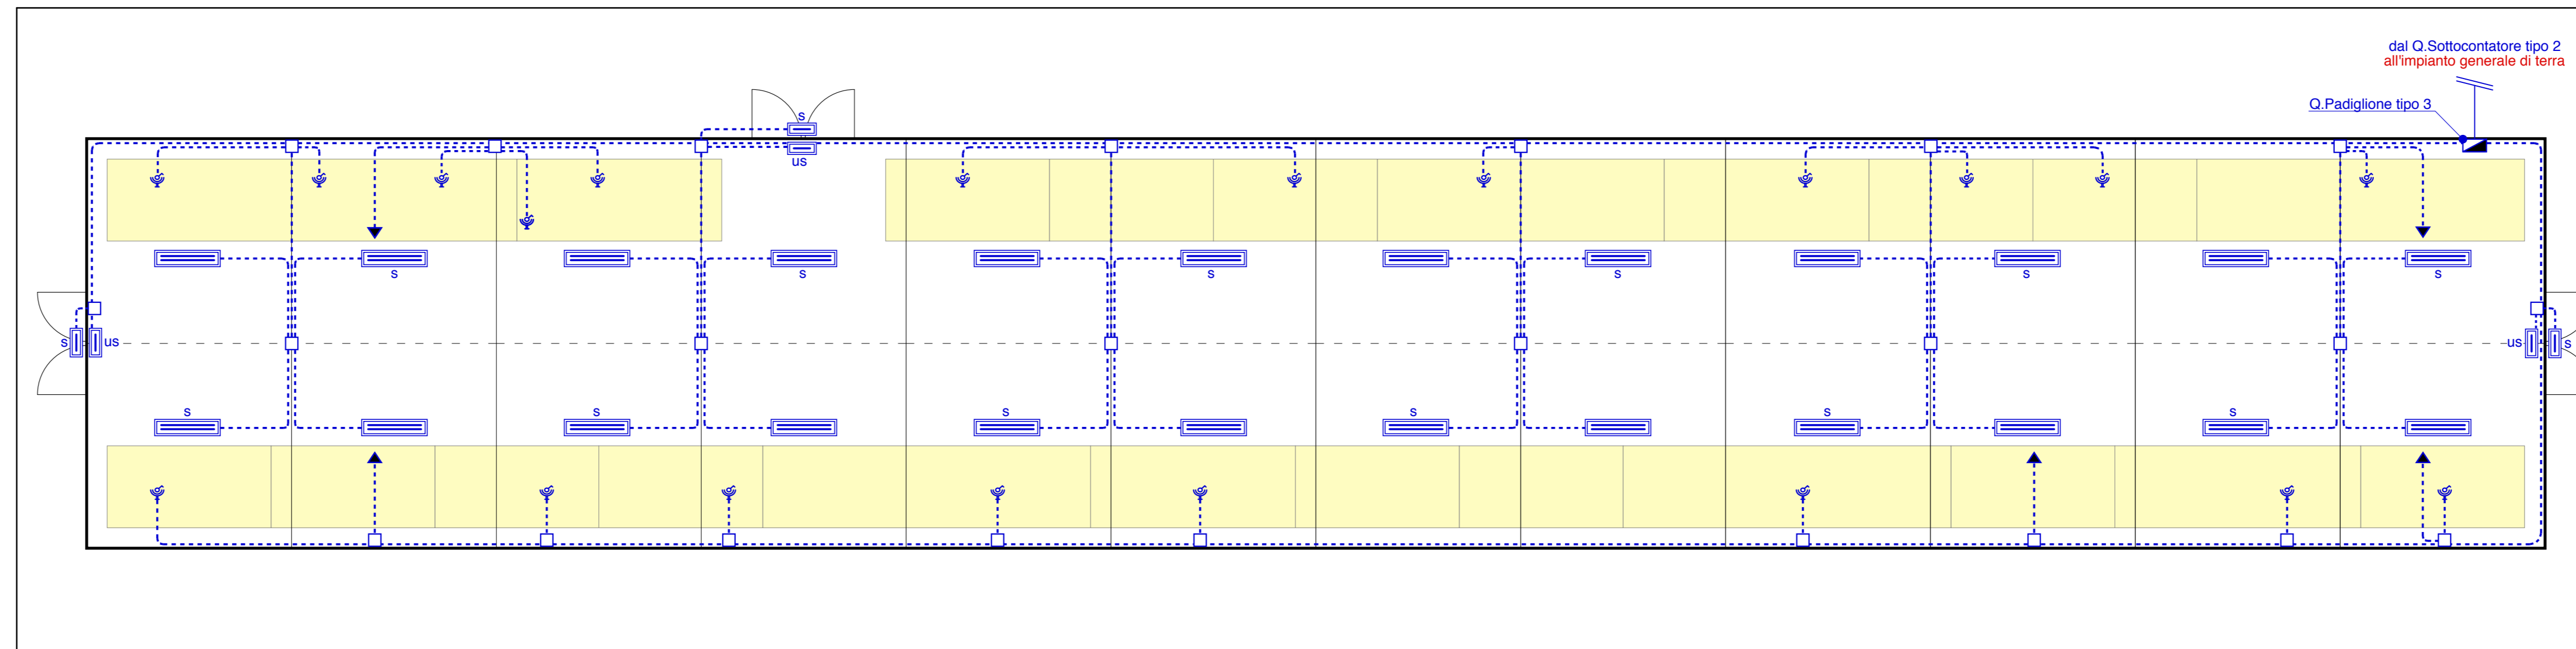 dal Q.Sottocontatore tipo 2
all'impianto generale di terra
Q.Padiglione tipo 3
s
us
s
s
s
s
s
s
s
us
us
s
s
s
s
s
s
s